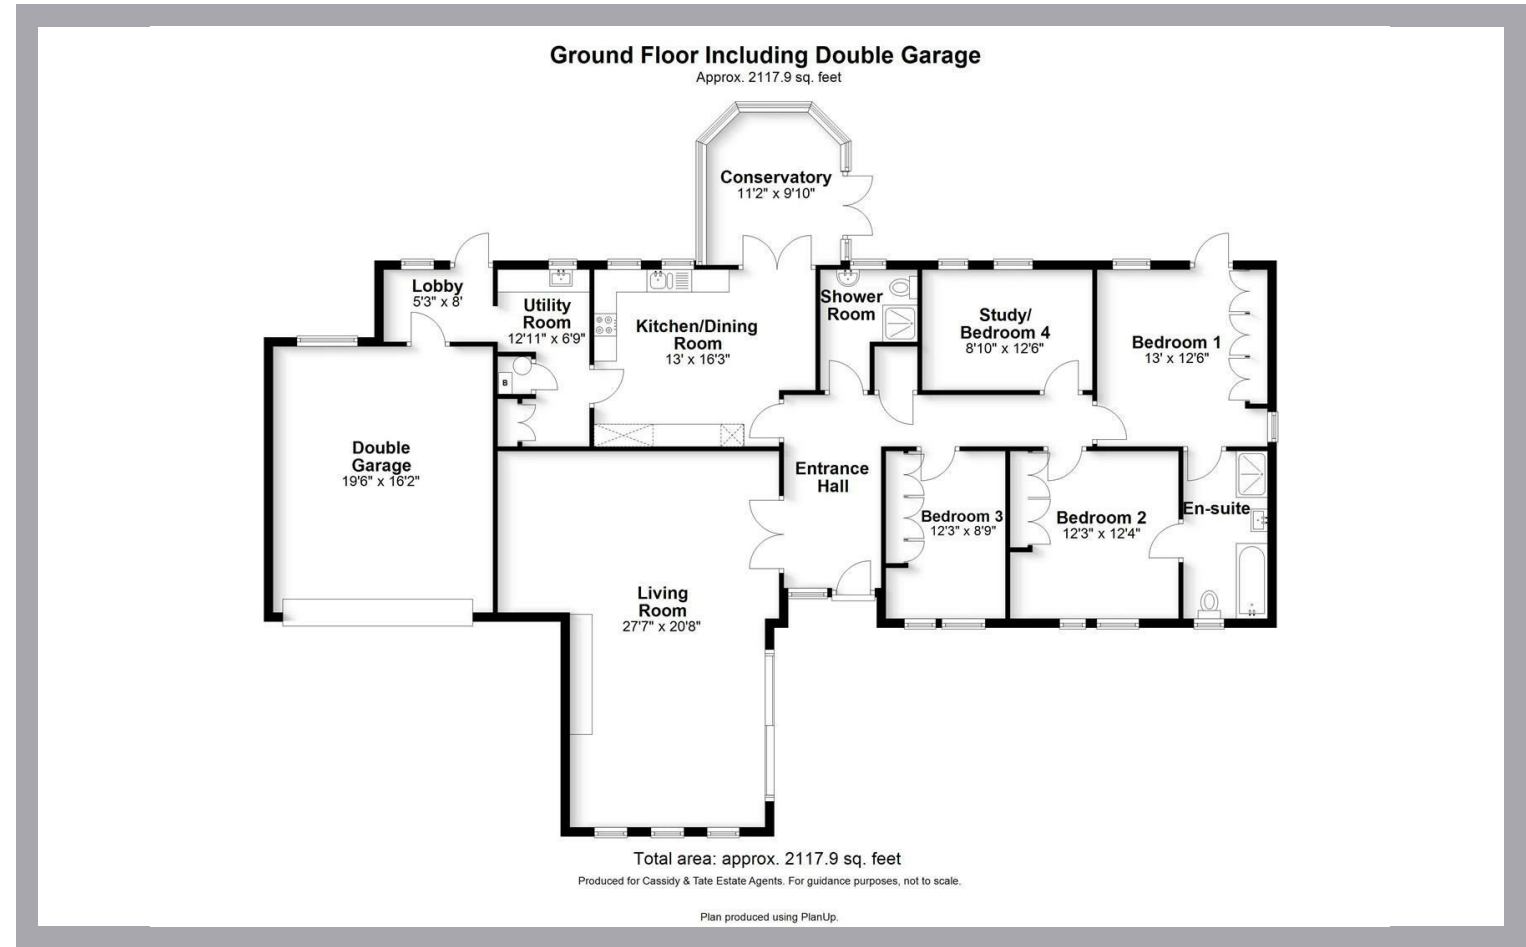 Ground Floor Including Double Garage
Approx. 2117.9 sq. feet
Conservatory
11'2" x 9'10"
Lobby
5'3" x 8'
Utility
Room
12'11" x 6'9"
Kitchen/Dining
Room
13' x 16'3"
Shower
Room
Study/
Bedroom 4
8'10" x 12'6"
Bedroom 1
13' x 12'6"
B
Double
Garage
19'6" x 16'2"
Entrance
Hall
Bedroom 3
12'3" x 8'9"
Bedroom 2
12'3" x 12'4"
En-suite
Living
Room
27'7" x 20'8"
Total area: approx. 2117.9 sq. feet
Produced for Cassidy & Tate Estate Agents. For guidance purposes, not to scale.
Plan produced using PlanUp.